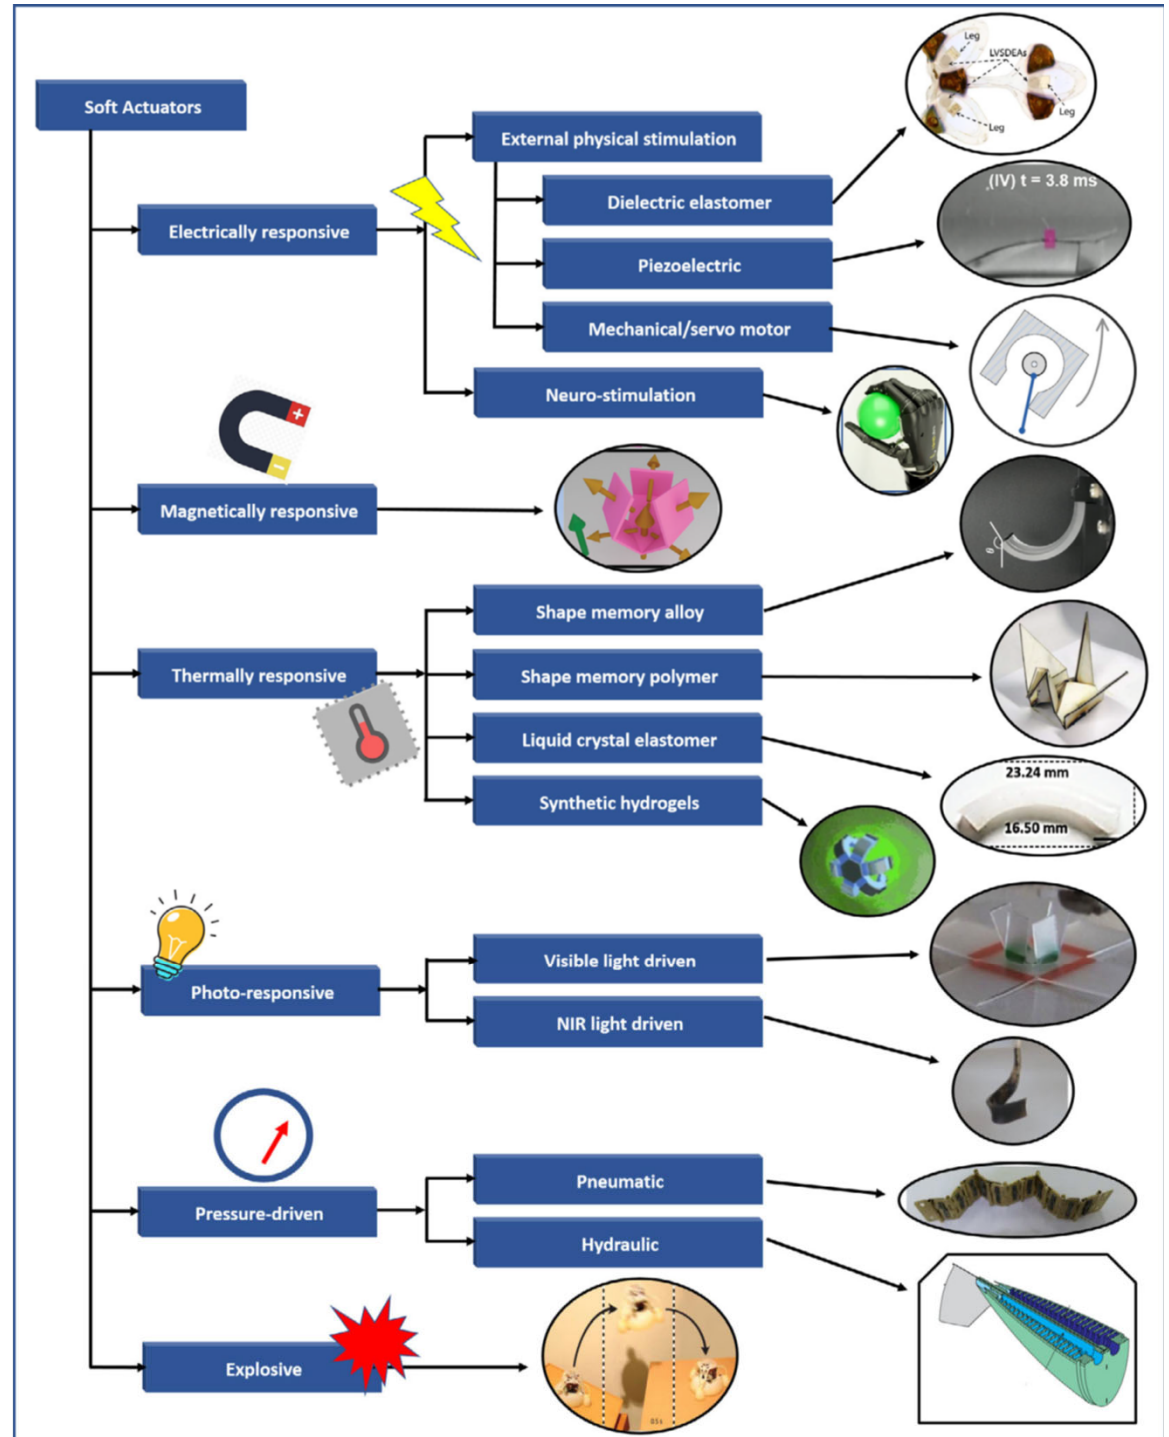 Soft Actuators
External physical stimulation
Leg
LVSDEAs
Leg
Leg
Dielectric elastomer
(IV) t = 3.8 ms
Electrically responsive
Piezoelectric
Mechanical/servo motor
Neuro-stimulation
+
−
Magnetically responsive
θ
Shape memory alloy
Thermally responsive
Shape memory polymer
Liquid crystal elastomer
23.24 mm
16.50 mm
Synthetic hydrogels
Visible light driven
Photo-responsive
NIR light driven
Pneumatic
Pressure-driven
Hydraulic
Explosive